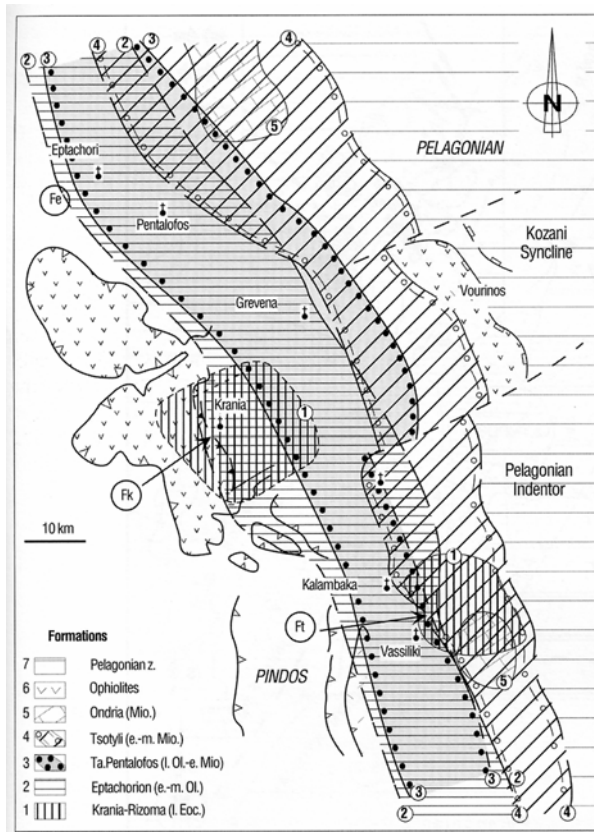 2 3 4 2 3 4
N
5
PELAGONIAN
Eptachori
Fe
Pentalofos
Kozani
Syncline
Vourinos
Grevena
Krania
1
Fk
Pelagonian
Indentor
10 km
1
Kalambaka
Ft
Vassiliki
5
PINDOS
Formations
7 Pelagonian z.
6 Ophiolites
5 Ondria (Mio.)
4 Tsotyli (e.-m. Mio.)
3 Ta.Pentalofos (l. Ol.-e. Mio)
2 Eptachorion (e.-m. Ol.)
1 Krania-Rizoma (l. Eoc.)
3 3 2
2 4 4